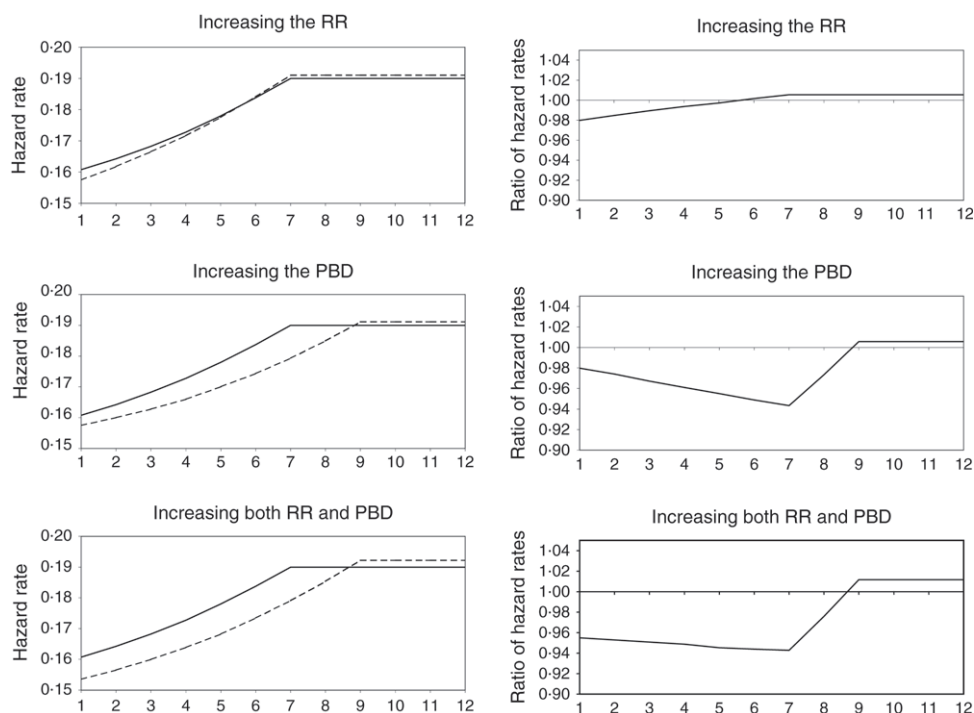 Increasing the RR
Hazard rate
0·20
0·19
0·18
0·17
0·16
0·15
1 2 3 4 5 6 7 8 9 10 11 12
Increasing the RR
Ratio of hazard rates
1·04
1·02
1·00
0·98
0·96
0·94
0·92
0·90
1 2 3 4 5 6 7 8 9 10 11 12
Increasing the PBD
Hazard rate
0·20
0·19
0·18
0·17
0·16
0·15
1 2 3 4 5 6 7 8 9 10 11 12
Increasing the PBD
Ratio of hazard rates
1·04
1·02
1·00
0·98
0·96
0·94
0·92
0·90
1 2 3 4 5 6 7 8 9 10 11 12
Increasing both RR and PBD
Hazard rate
0·20
0·19
0·18
0·17
0·16
0·15
1 2 3 4 5 6 7 8 9 10 11 12
Increasing both RR and PBD
Ratio of hazard rates
1·04
1·02
1·00
0·98
0·96
0·94
0·92
0·90
1 2 3 4 5 6 7 8 9 10 11 12